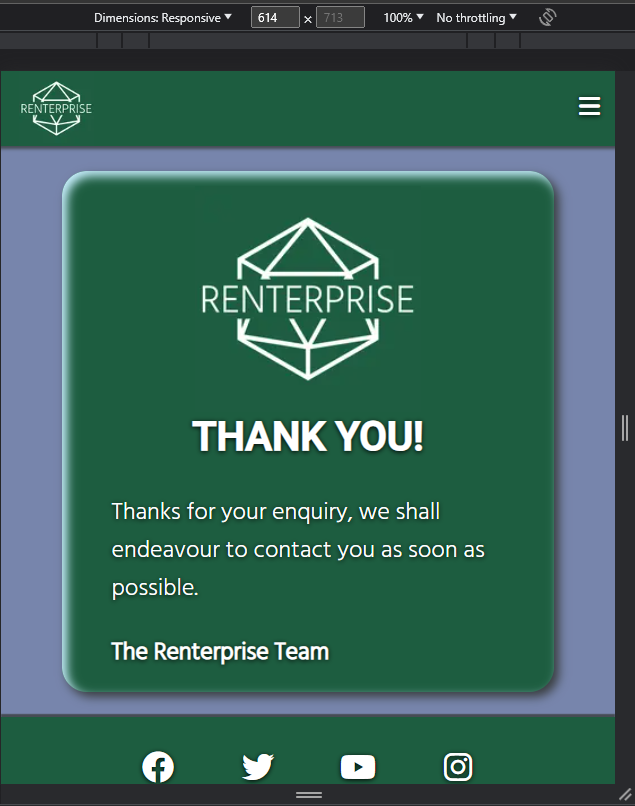 Dimensions: Responsive 614 × 713 100% No throttling
RENTERPRISE
RENTERPRISE
THANK YOU!
Thanks for your enquiry, we shall
endeavour to contact you as soon as
possible.
The Renterprise Team